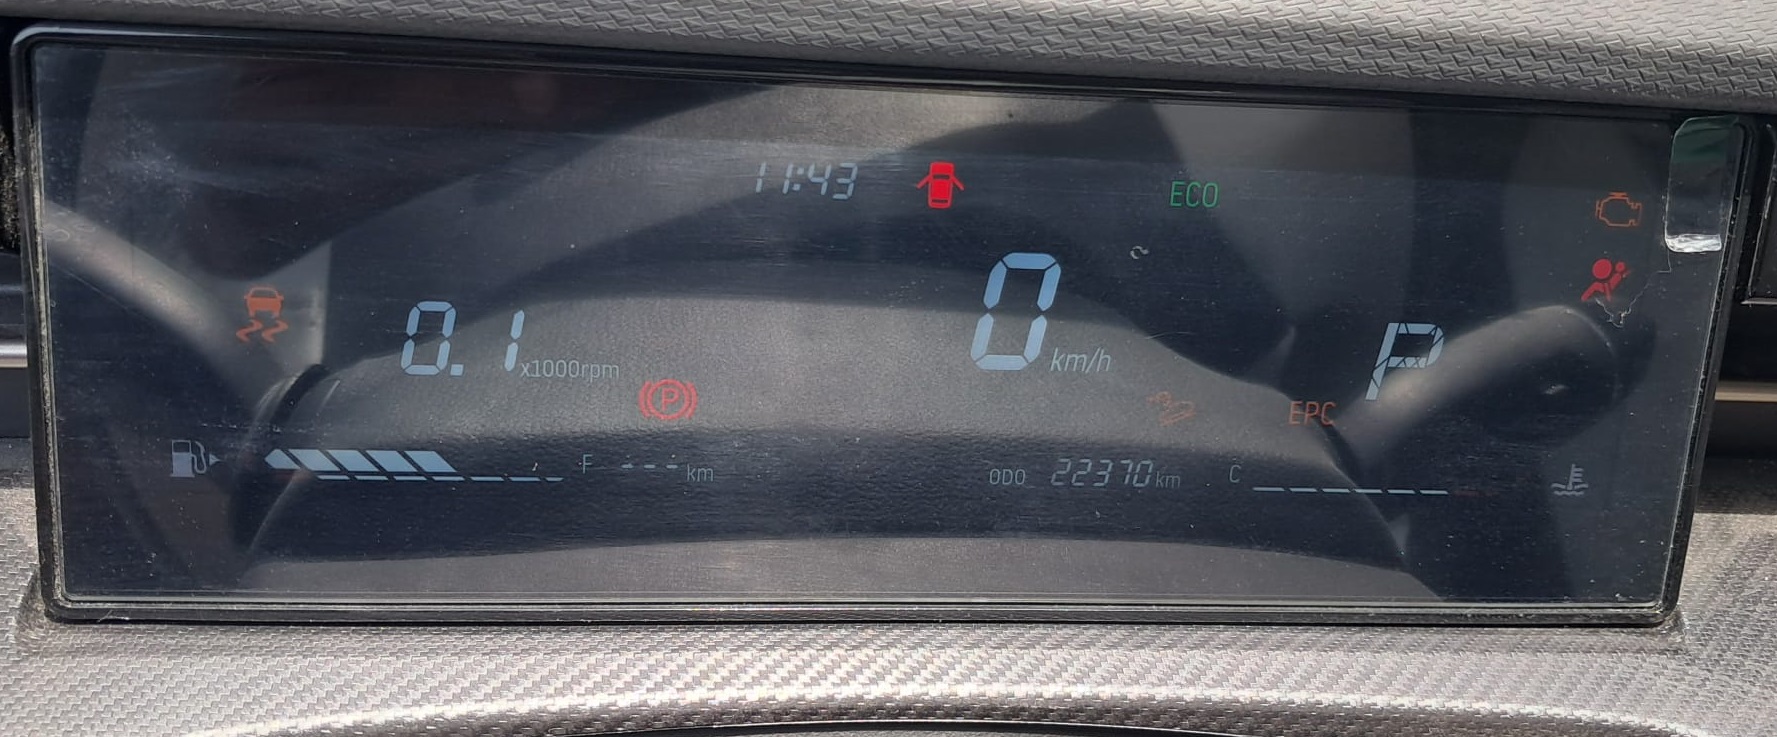 11:43
ECO
0.1 x1000rpm
0 km/h
P
P
EPC
F
--- km
ODO 22370 km
C